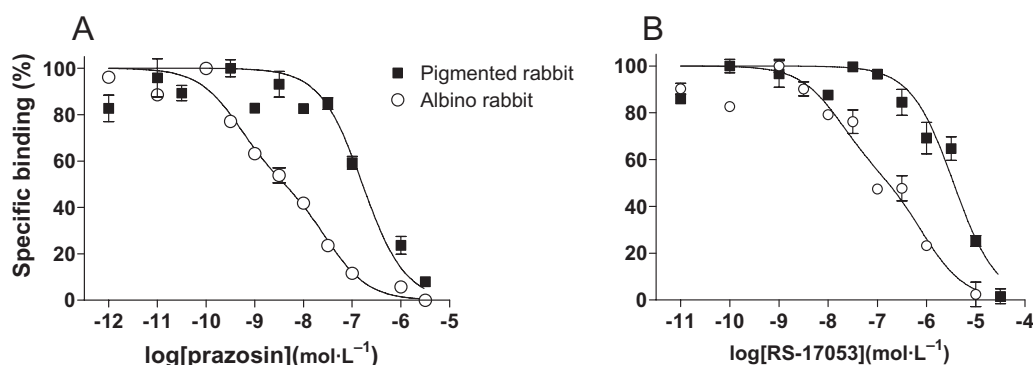 A
B
Specific binding (%)
100
80
60
40
20
0
-12 -11 -10 -9 -8 -7 -6 -5
log[prazosin](mol·L⁻¹)
Pigmented rabbit
Albino rabbit
100
80
60
40
20
0
-11 -10 -9 -8 -7 -6 -5 -4
log[RS-17053](mol·L⁻¹)